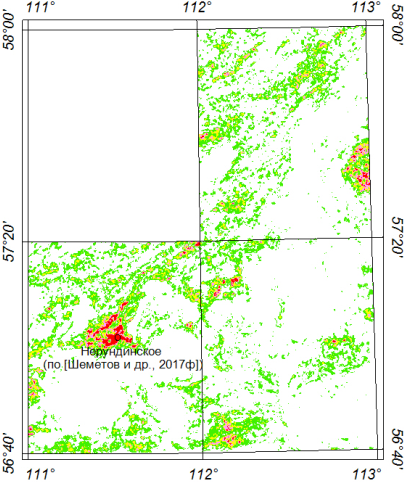 111° 112° 113°
58°00' 58°00'
57°20' 57°20'
Нерундинское
(по [Шеметов и др., 2017ф])
56°40' 56°40'
111° 112° 113°